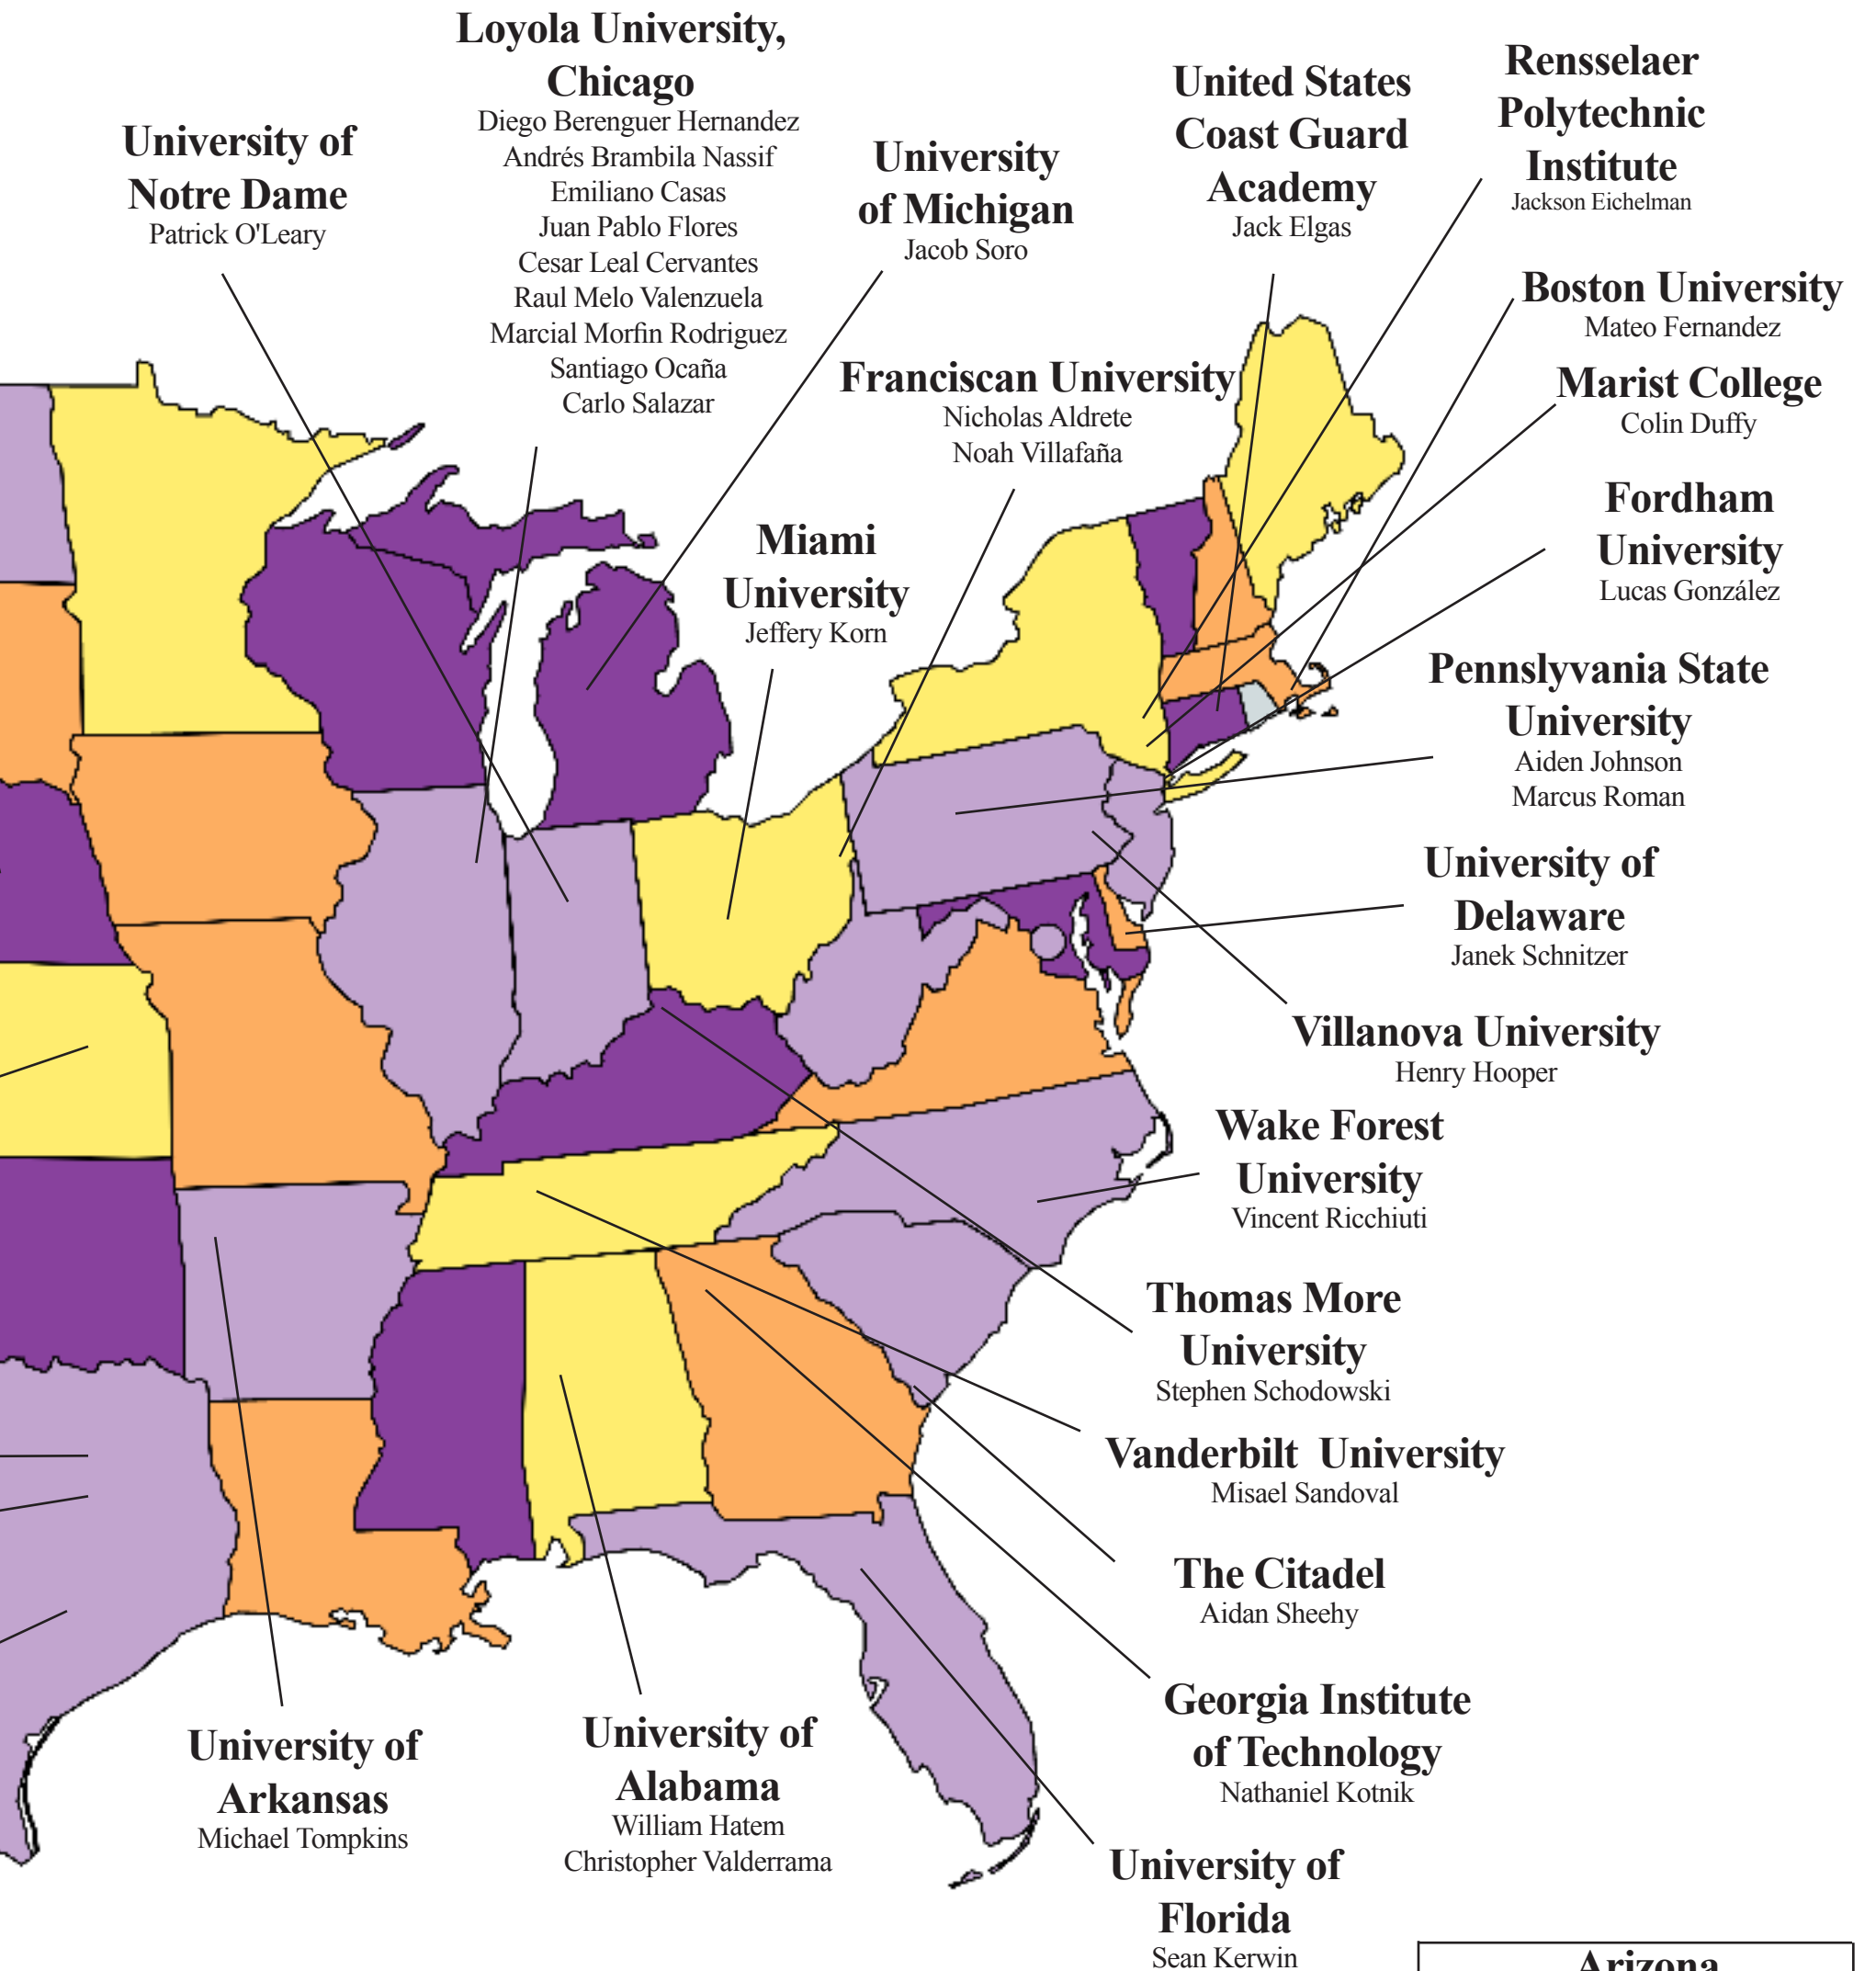 Loyola University,
Chicago
Diego Berenguer Hernandez
Andrés Brambila Nassif
Emiliano Casas
Juan Pablo Flores
Cesar Leal Cervantes
Raul Melo Valenzuela
Marcial Morfin Rodriguez
Santiago Ocaña
Carlo Salazar
University of
Notre Dame
Patrick O'Leary
University
of Michigan
Jacob Soro
United States
Coast Guard
Academy
Jack Elgas
Rensselaer
Polytechnic
Institute
Jackson Eichelman
Boston University
Mateo Fernandez
Marist College
Colin Duffy
Franciscan University
Nicholas Aldrete
Noah Villafaña
Fordham
University
Lucas González
Miami
University
Jeffery Korn
Pennslyvania State
University
Aiden Johnson
Marcus Roman
University of
Delaware
Janek Schnitzer
Villanova University
Henry Hooper
Wake Forest
University
Vincent Ricchiuti
Thomas More
University
Stephen Schodowski
Vanderbilt  University
Misael Sandoval
The Citadel
Aidan Sheehy
Georgia Institute
of Technology
Nathaniel Kotnik
University of
Arkansas
Michael Tompkins
University of
Alabama
William Hatem
Christopher Valderrama
University of
Florida
Sean Kerwin
Arizona